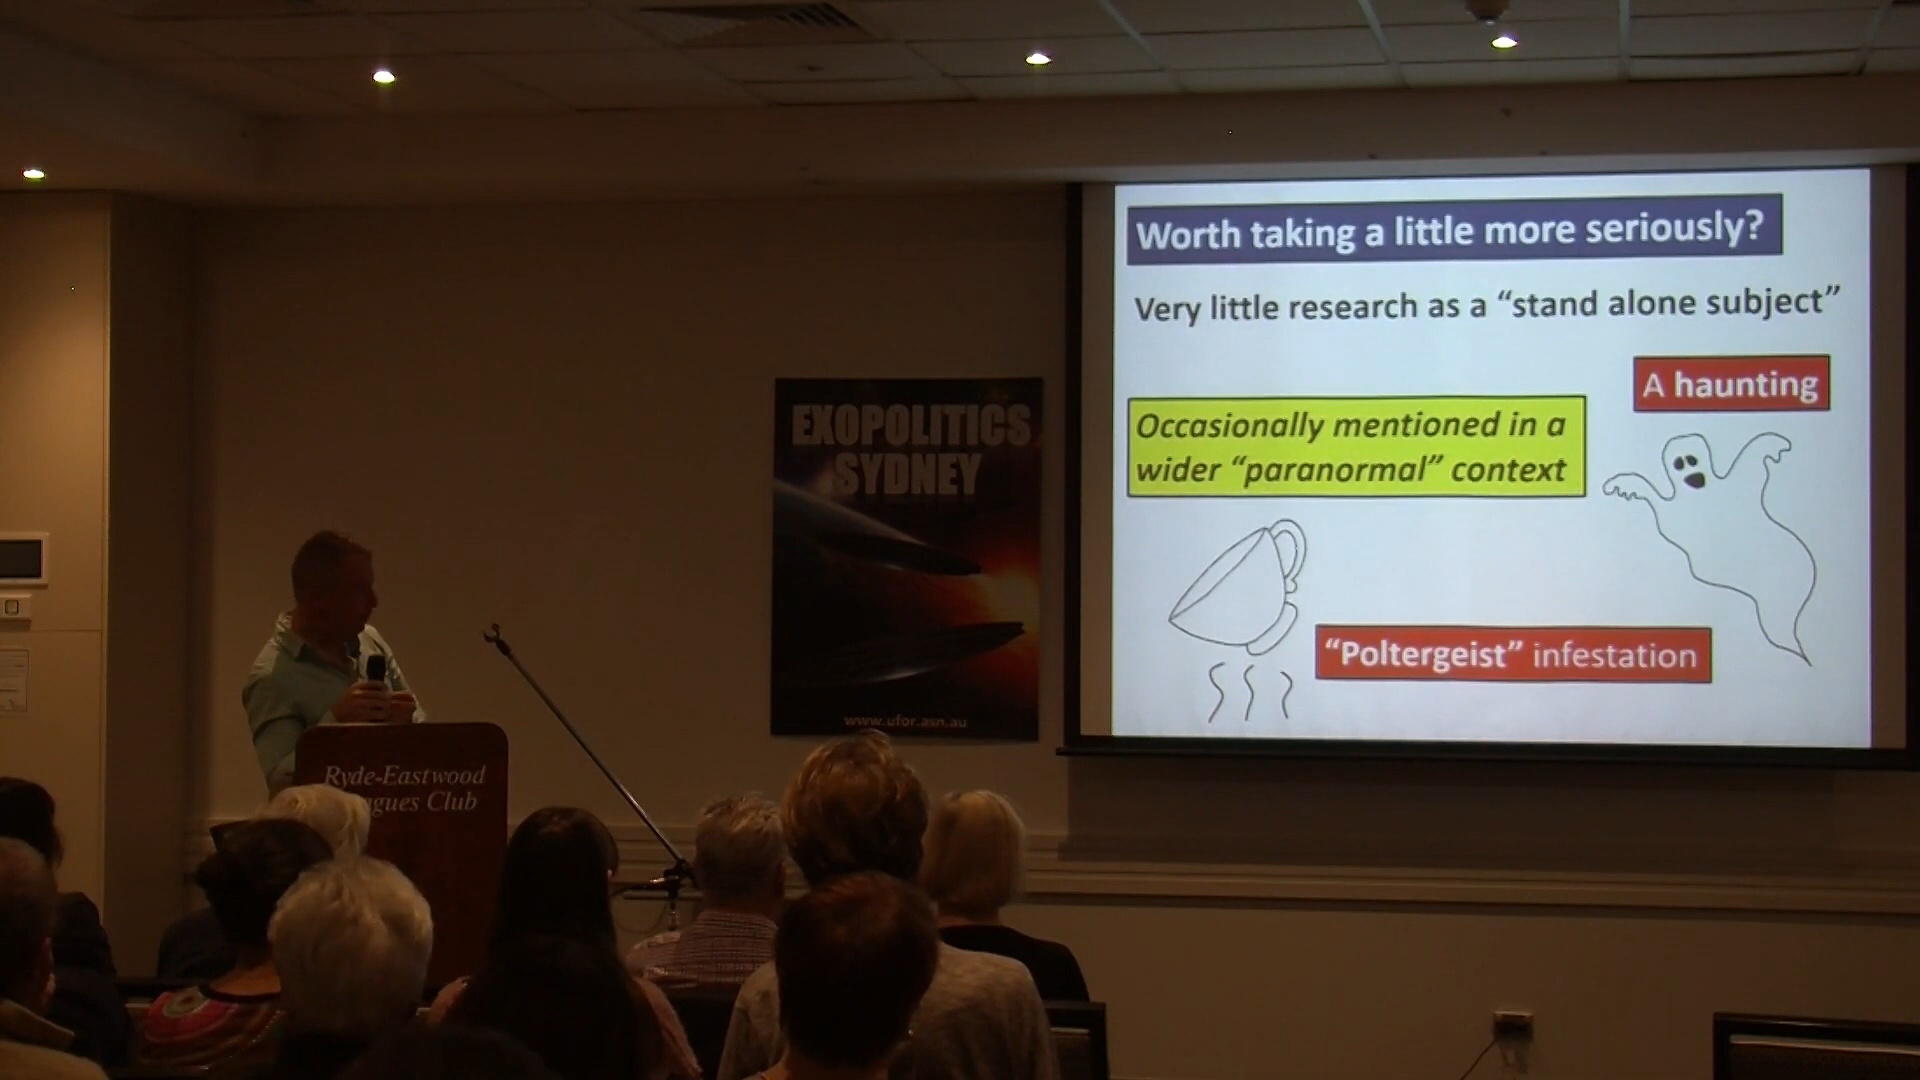 Worth taking a little more seriously?
Very little research as a “stand alone subject”
A haunting
Occasionally mentioned in a
wider “paranormal” context
“Poltergeist” infestation
EXOPOLITICS
SYDNEY
www.ufor.asn.au
Ryde-Eastwood
agues Club